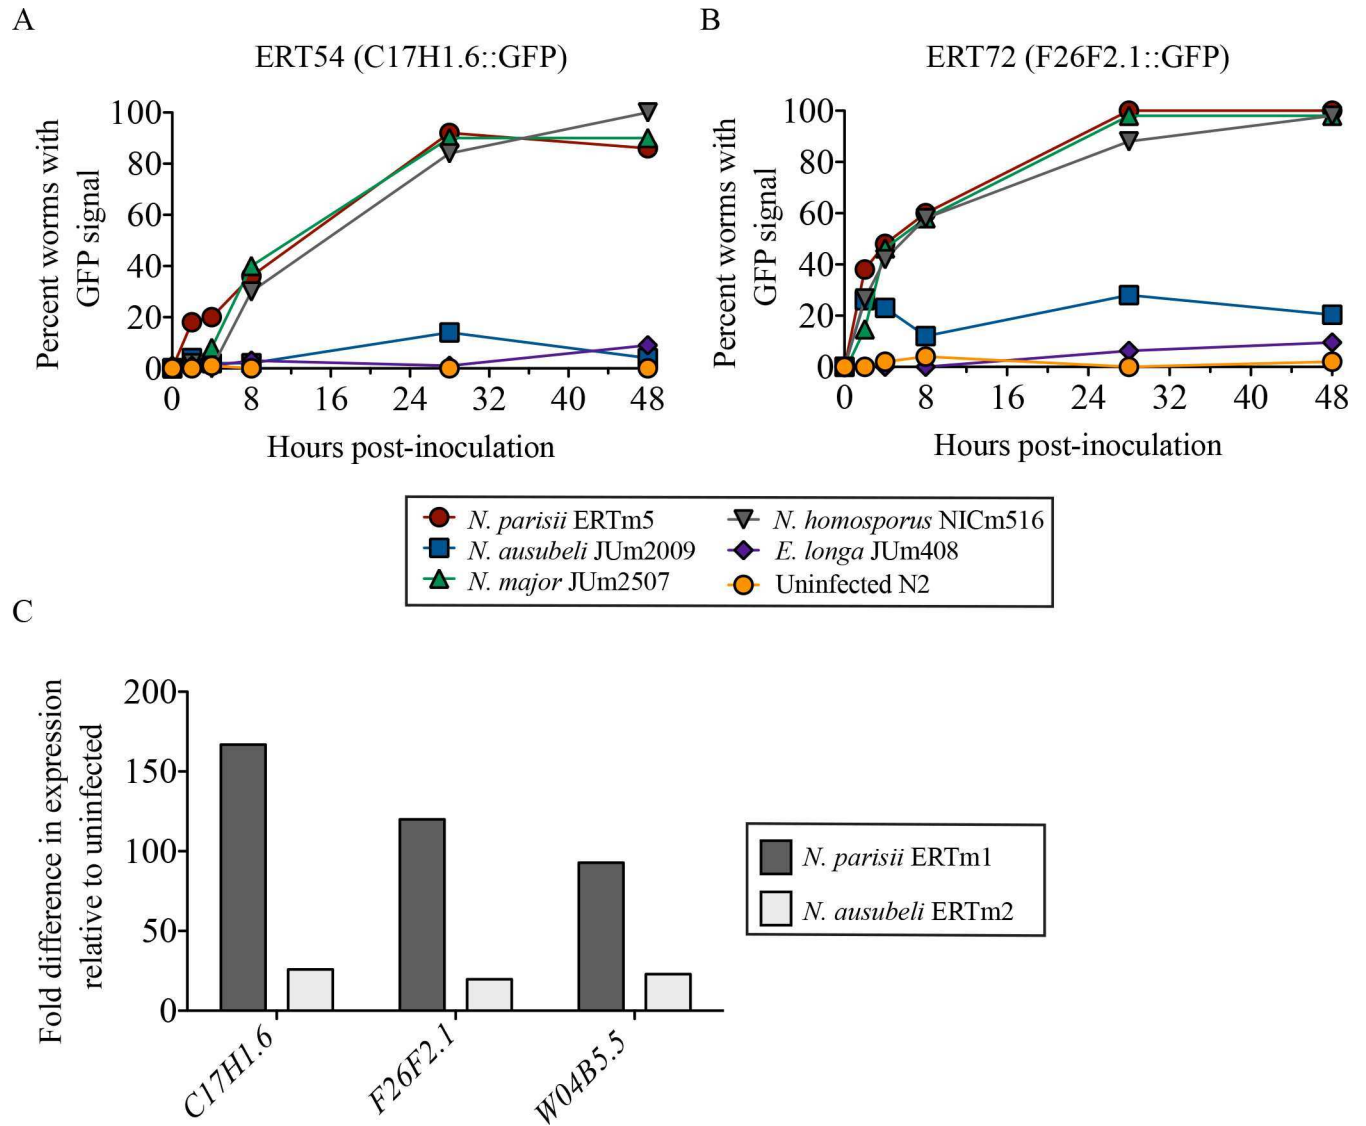 A
B
ERT54 (C17H1.6::GFP)
ERT72 (F26F2.1::GFP)
Percent worms with
GFP signal
100
80
60
40
20
0
0 8 16 24 32 40 48
Hours post-inoculation
Percent worms with
GFP signal
100
80
60
40
20
0
0 8 16 24 32 40 48
Hours post-inoculation
N. parisii ERTm5
N. ausubeli JUm2009
N. major JUm2507
N. homosporus NICm516
E. longa JUm408
Uninfected N2
C
Fold difference in expression
relative to uninfected
200
150
100
50
0
C17H1.6
F26F2.1
W04B5.5
N. parisii ERTm1
N. ausubeli ERTm2